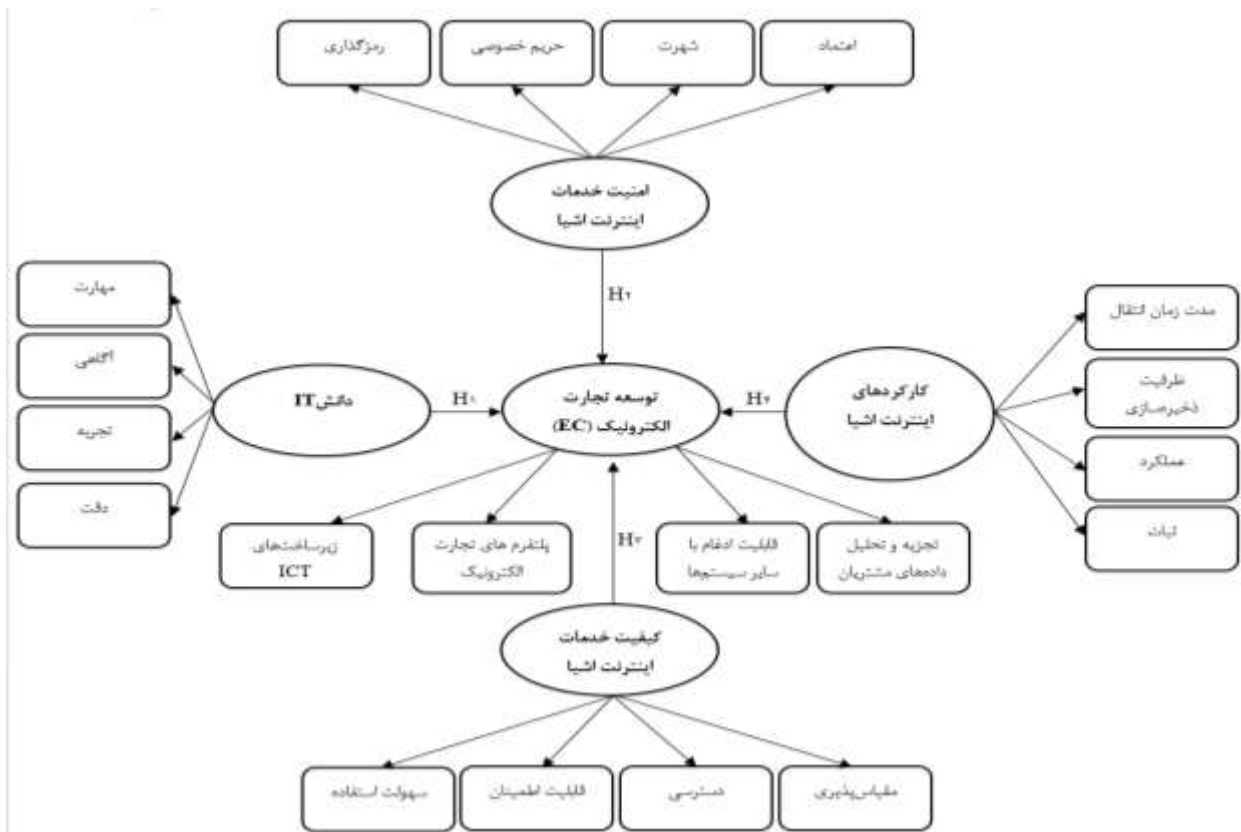 رمزگذاری
حریم خصوصی
شهرت
اعتماد
امنیت خدمات
اینترنت اشیا
H۲
مهارت
آگاهی
تجربه
دقت
دانش IT
H۱
توسعه تجارت
الکترونیک (EC)
کارکردهای
اینترنت اشیا
مدت زمان انتقال
ظرفیت
ذخیره‌سازی
عملکرد
ثبات
زیرساخت‌های
ICT
پلتفرم های تجارت
الکترونیک
H۳
قابلیت ادغام با
سایر سیستم‌ها
تجزیه و تحلیل
داده‌های مشتریان
کیفیت خدمات
اینترنت اشیا
سهولت استفاده
قابلیت اطمینان
دسترسی
مقیاس‌پذیری